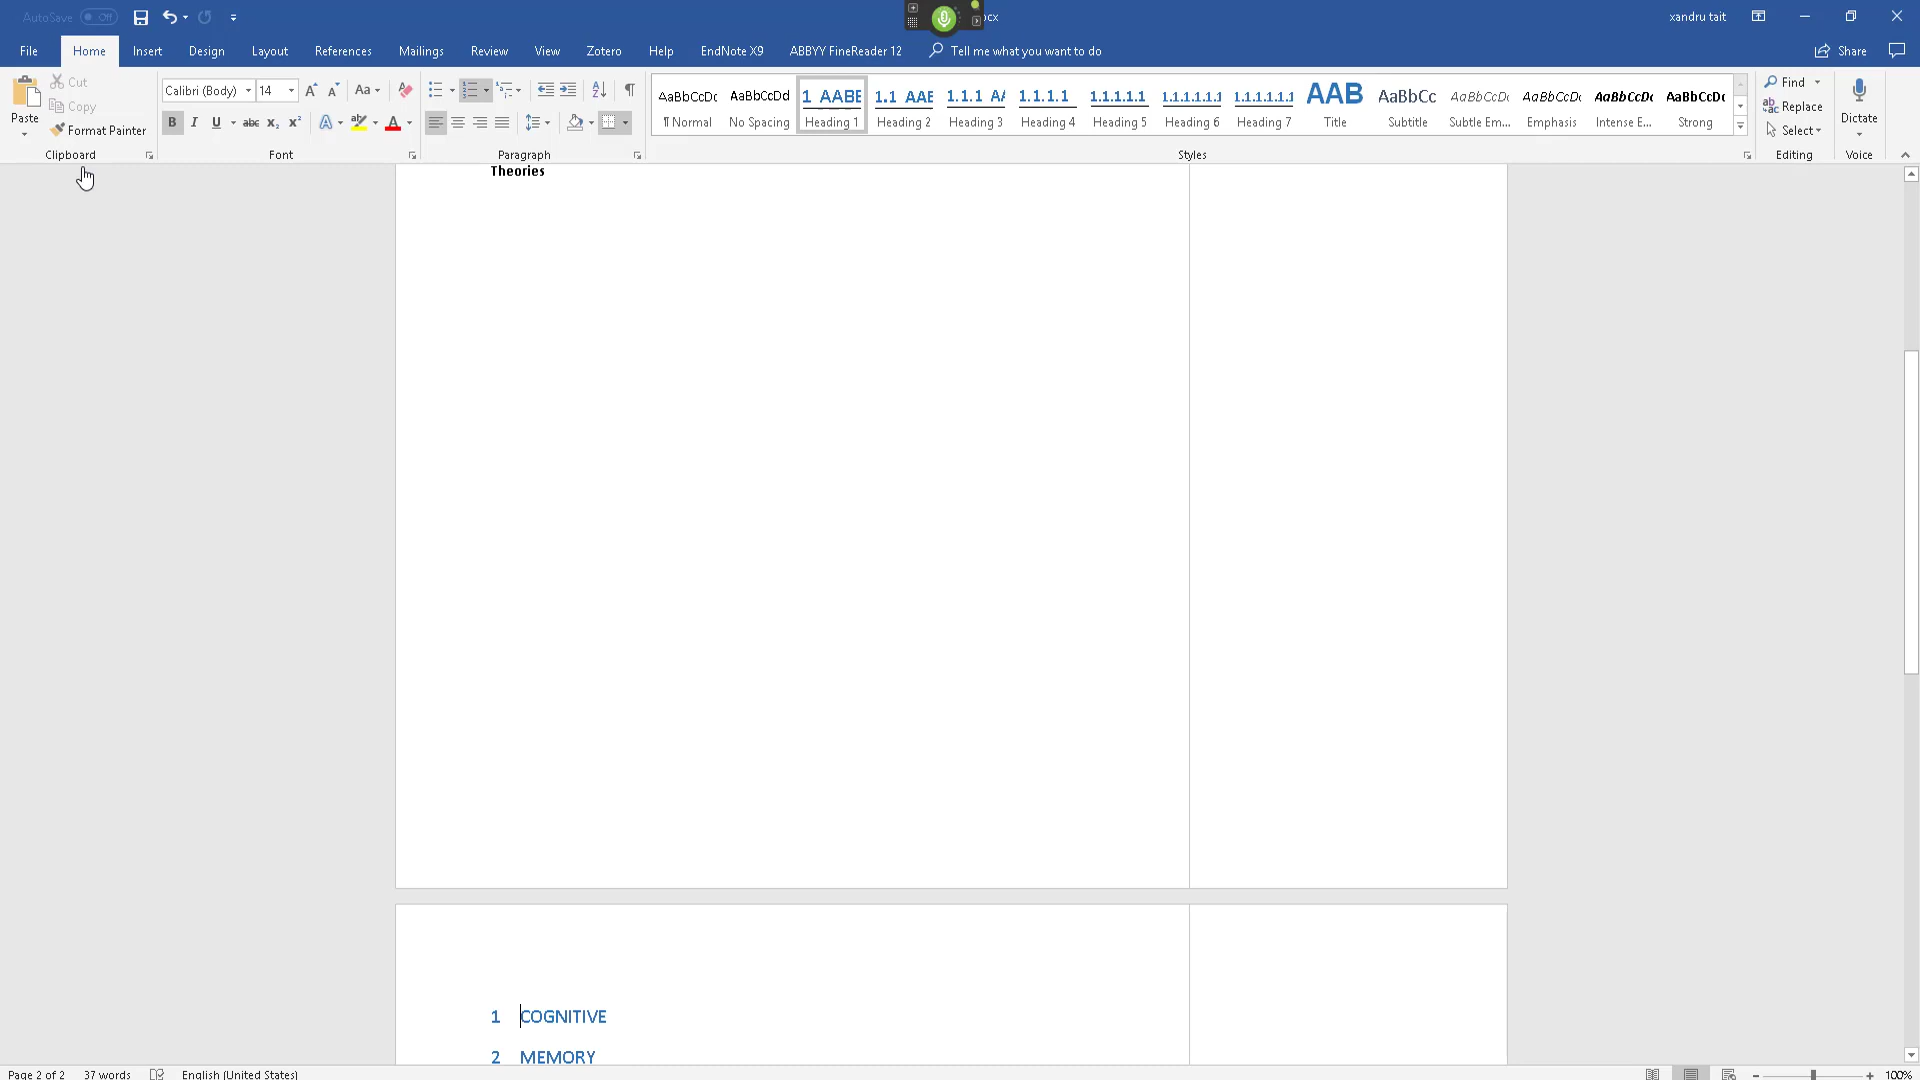 AutoSave Off
ocx
xandru tait
File Home Insert Design Layout References Mailings Review View Zotero Help EndNote X9 ABBYY FineReader 12 Tell me what you want to do Share
Paste
Cut
Copy
Format Painter
Clipboard
Calibri (Body) 14
Font
Paragraph
AaBbCcDc AaBbCcDd 1 AABE 1.1 AAE 1.1.1 A/ 1.1.1.1 1.1.1.1.1 1.1.1.1.1.1 1.1.1.1.1.1.1 AAB AaBbCc AaBbCcDc AaBbCcDc AaBbCcDc AaBbCcDc
¶ Normal No Spacing Heading 1 Heading 2 Heading 3 Heading 4 Heading 5 Heading 6 Heading 7 Title Subtitle Subtle Em... Emphasis Intense E... Strong
Styles
Find
Replace
Select
Editing
Dictate
Voice
Theories
1 COGNITIVE
2 MEMORY
Page 2 of 2 37 words English (United States) 100%